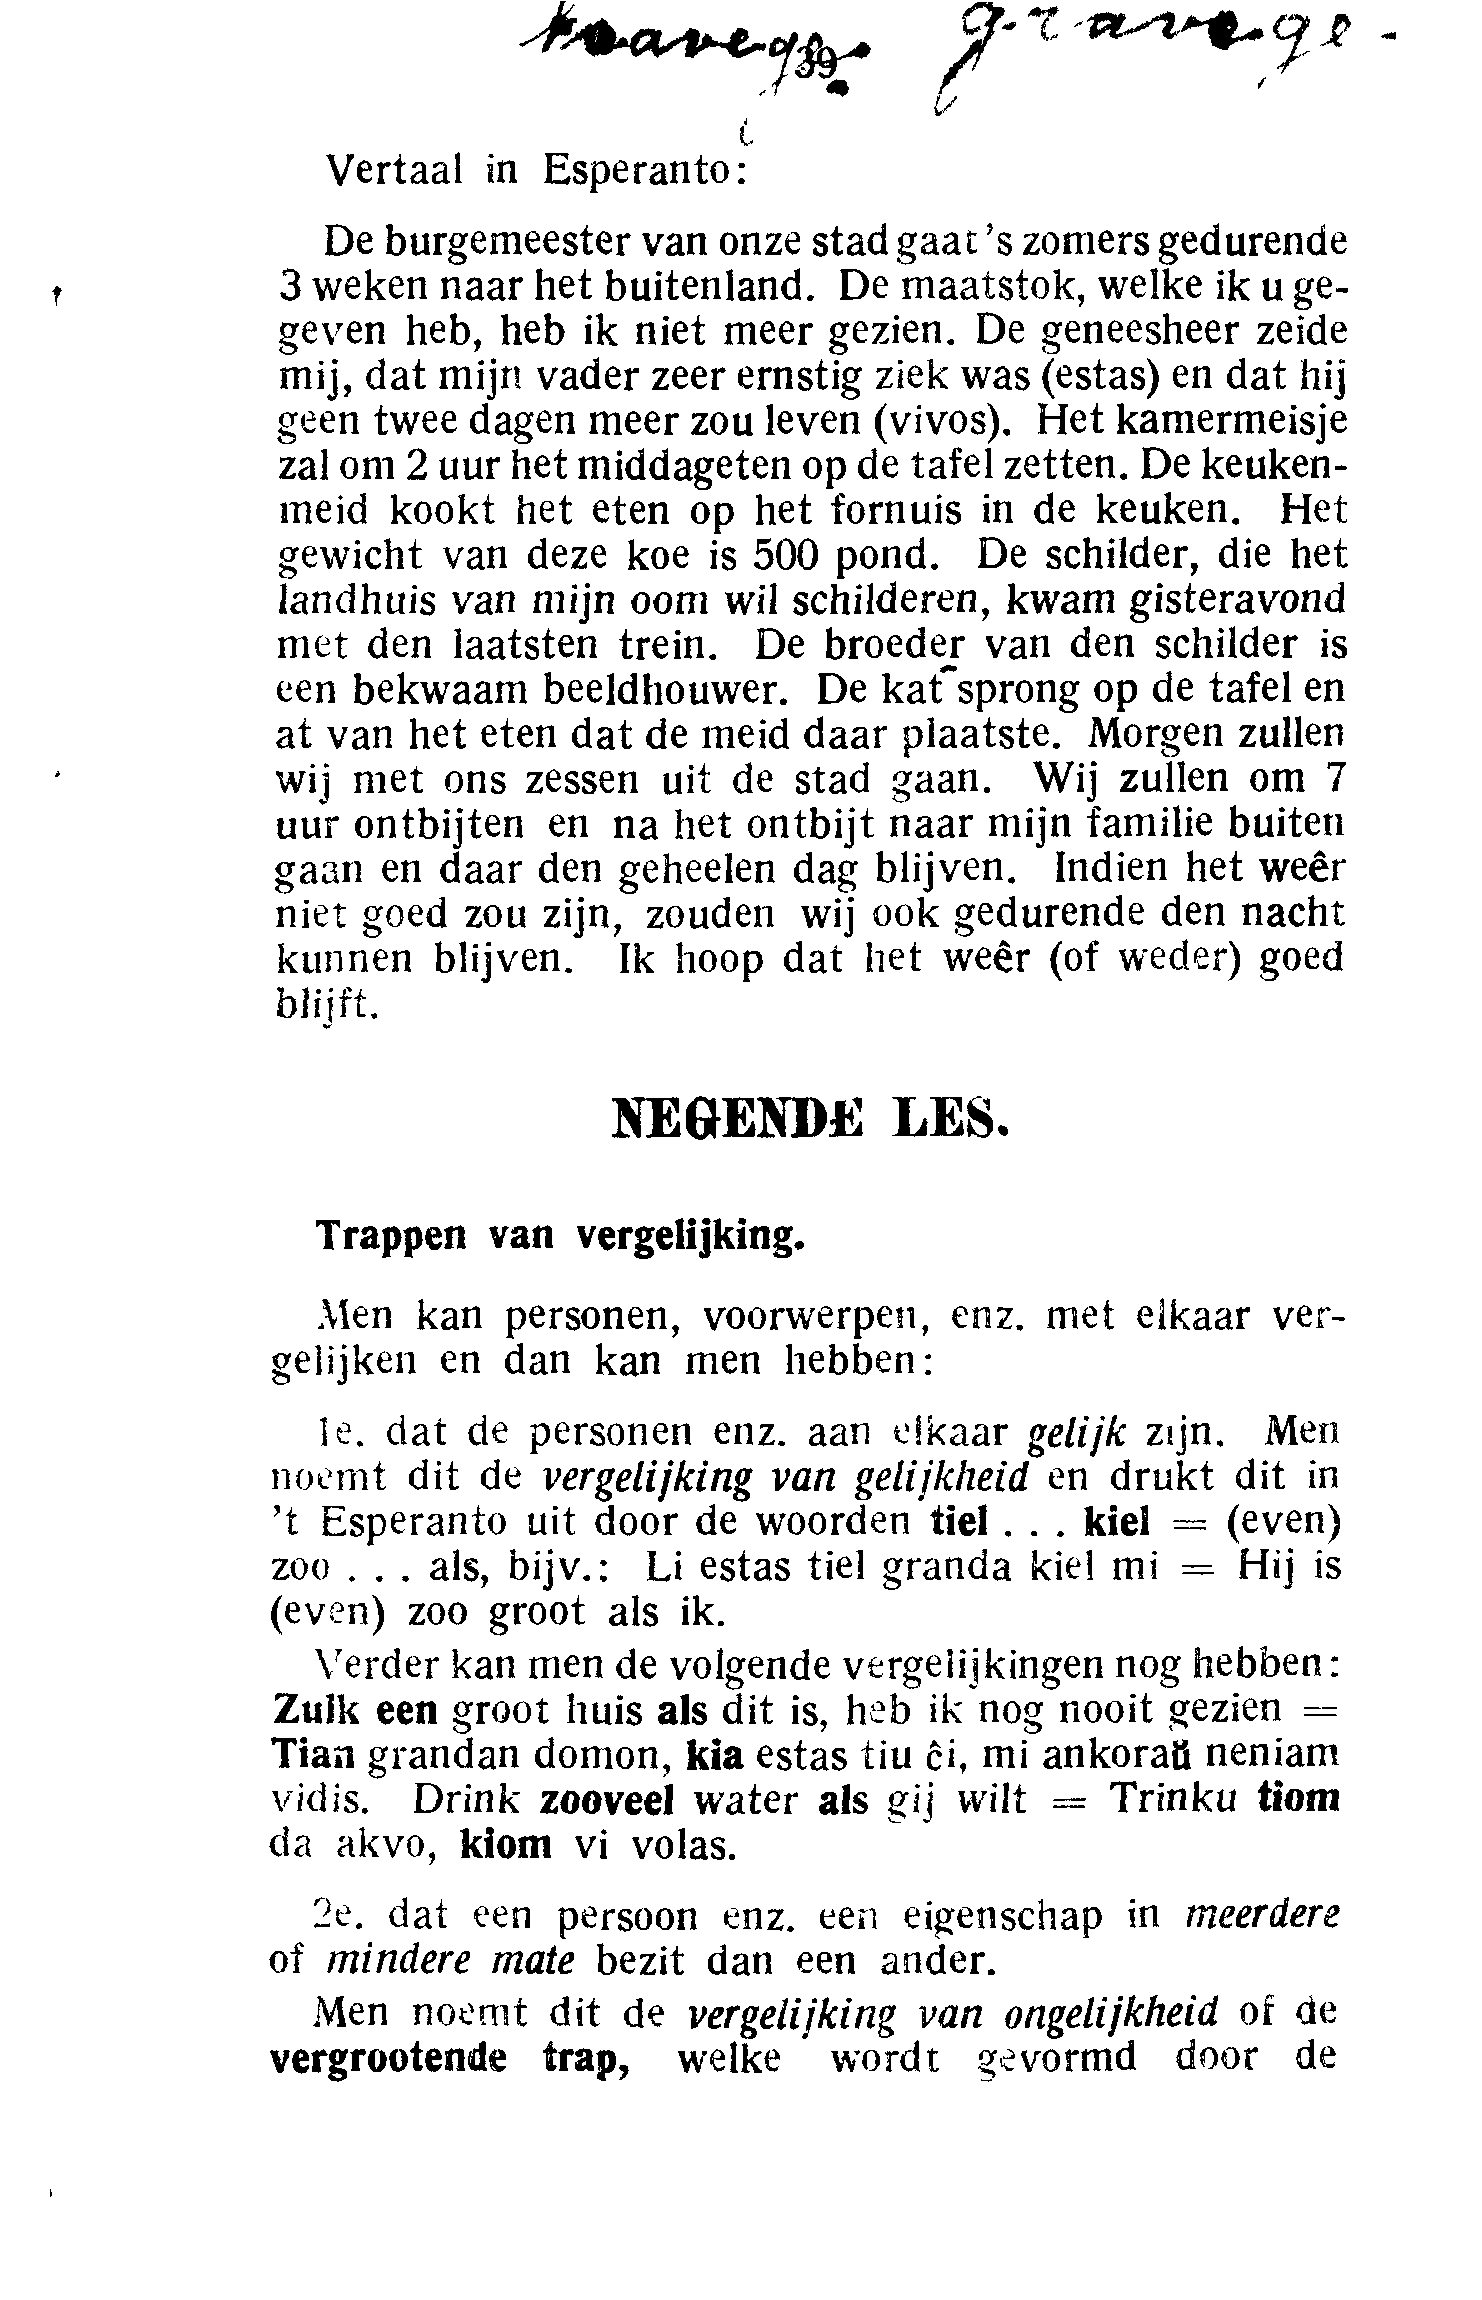 39
Vertaal in Esperanto:
De burgemeester van onze stad gaat 's zomers gedurende
3 weken naar het buitenland. De maatstok, welke ik u ge-
geven heb, heb ik niet meer gezien. De geneesheer zeide
mij, dat mijn vader zeer ernstig ziek was (estas) en dat hij
geen twee dagen meer zou leven (vivos). Het kamermeisje
zal om 2 uur het middageten op de tafel zetten. De keuken-
meid kookt het eten op het fornuis in de keuken. Het
gewicht van deze koe is 500 pond. De schilder, die het
landhuis van mijn oom wil schilderen, kwam gisteravond
met den laatsten trein. De broeder van den schilder is
een bekwaam beeldhouwer. De kat sprong op de tafel en
at van het eten dat de meid daar plaatste. Morgen zullen
wij met ons zessen uit de stad gaan. Wij zullen om 7
uur ontbijten en na het ontbijt naar mijn familie buiten
gaan en daar den geheelen dag blijven. Indien het weêr
niet goed zou zijn, zouden wij ook gedurende den nacht
kunnen blijven. Ik hoop dat het weêr (of weder) goed
blijft.
NEGENDE LES.
Trappen van vergelijking.
Men kan personen, voorwerpen, enz. met elkaar ver-
gelijken en dan kan men hebben:
1e. dat de personen enz. aan elkaar gelijk zijn. Men
noemt dit de vergelijking van gelijkheid en drukt dit in
't Esperanto uit door de woorden tiel . . . kiel = (even)
zoo . . . als, bijv.: Li estas tiel granda kiel mi = Hij is
(even) zoo groot als ik.
Verder kan men de volgende vergelijkingen nog hebben:
Zulk een groot huis als dit is, heb ik nog nooit gezien =
Tian grandan domon, kia estas tiu ĉi, mi ankoraŭ neniam
vidis. Drink zooveel water als gij wilt = Trinku tiom
da akvo, kiom vi volas.
2e. dat een persoon enz. een eigenschap in meerdere
of mindere mate bezit dan een ander.
Men noemt dit de vergelijking van ongelijkheid of de
vergrootende trap, welke wordt gevormd door de